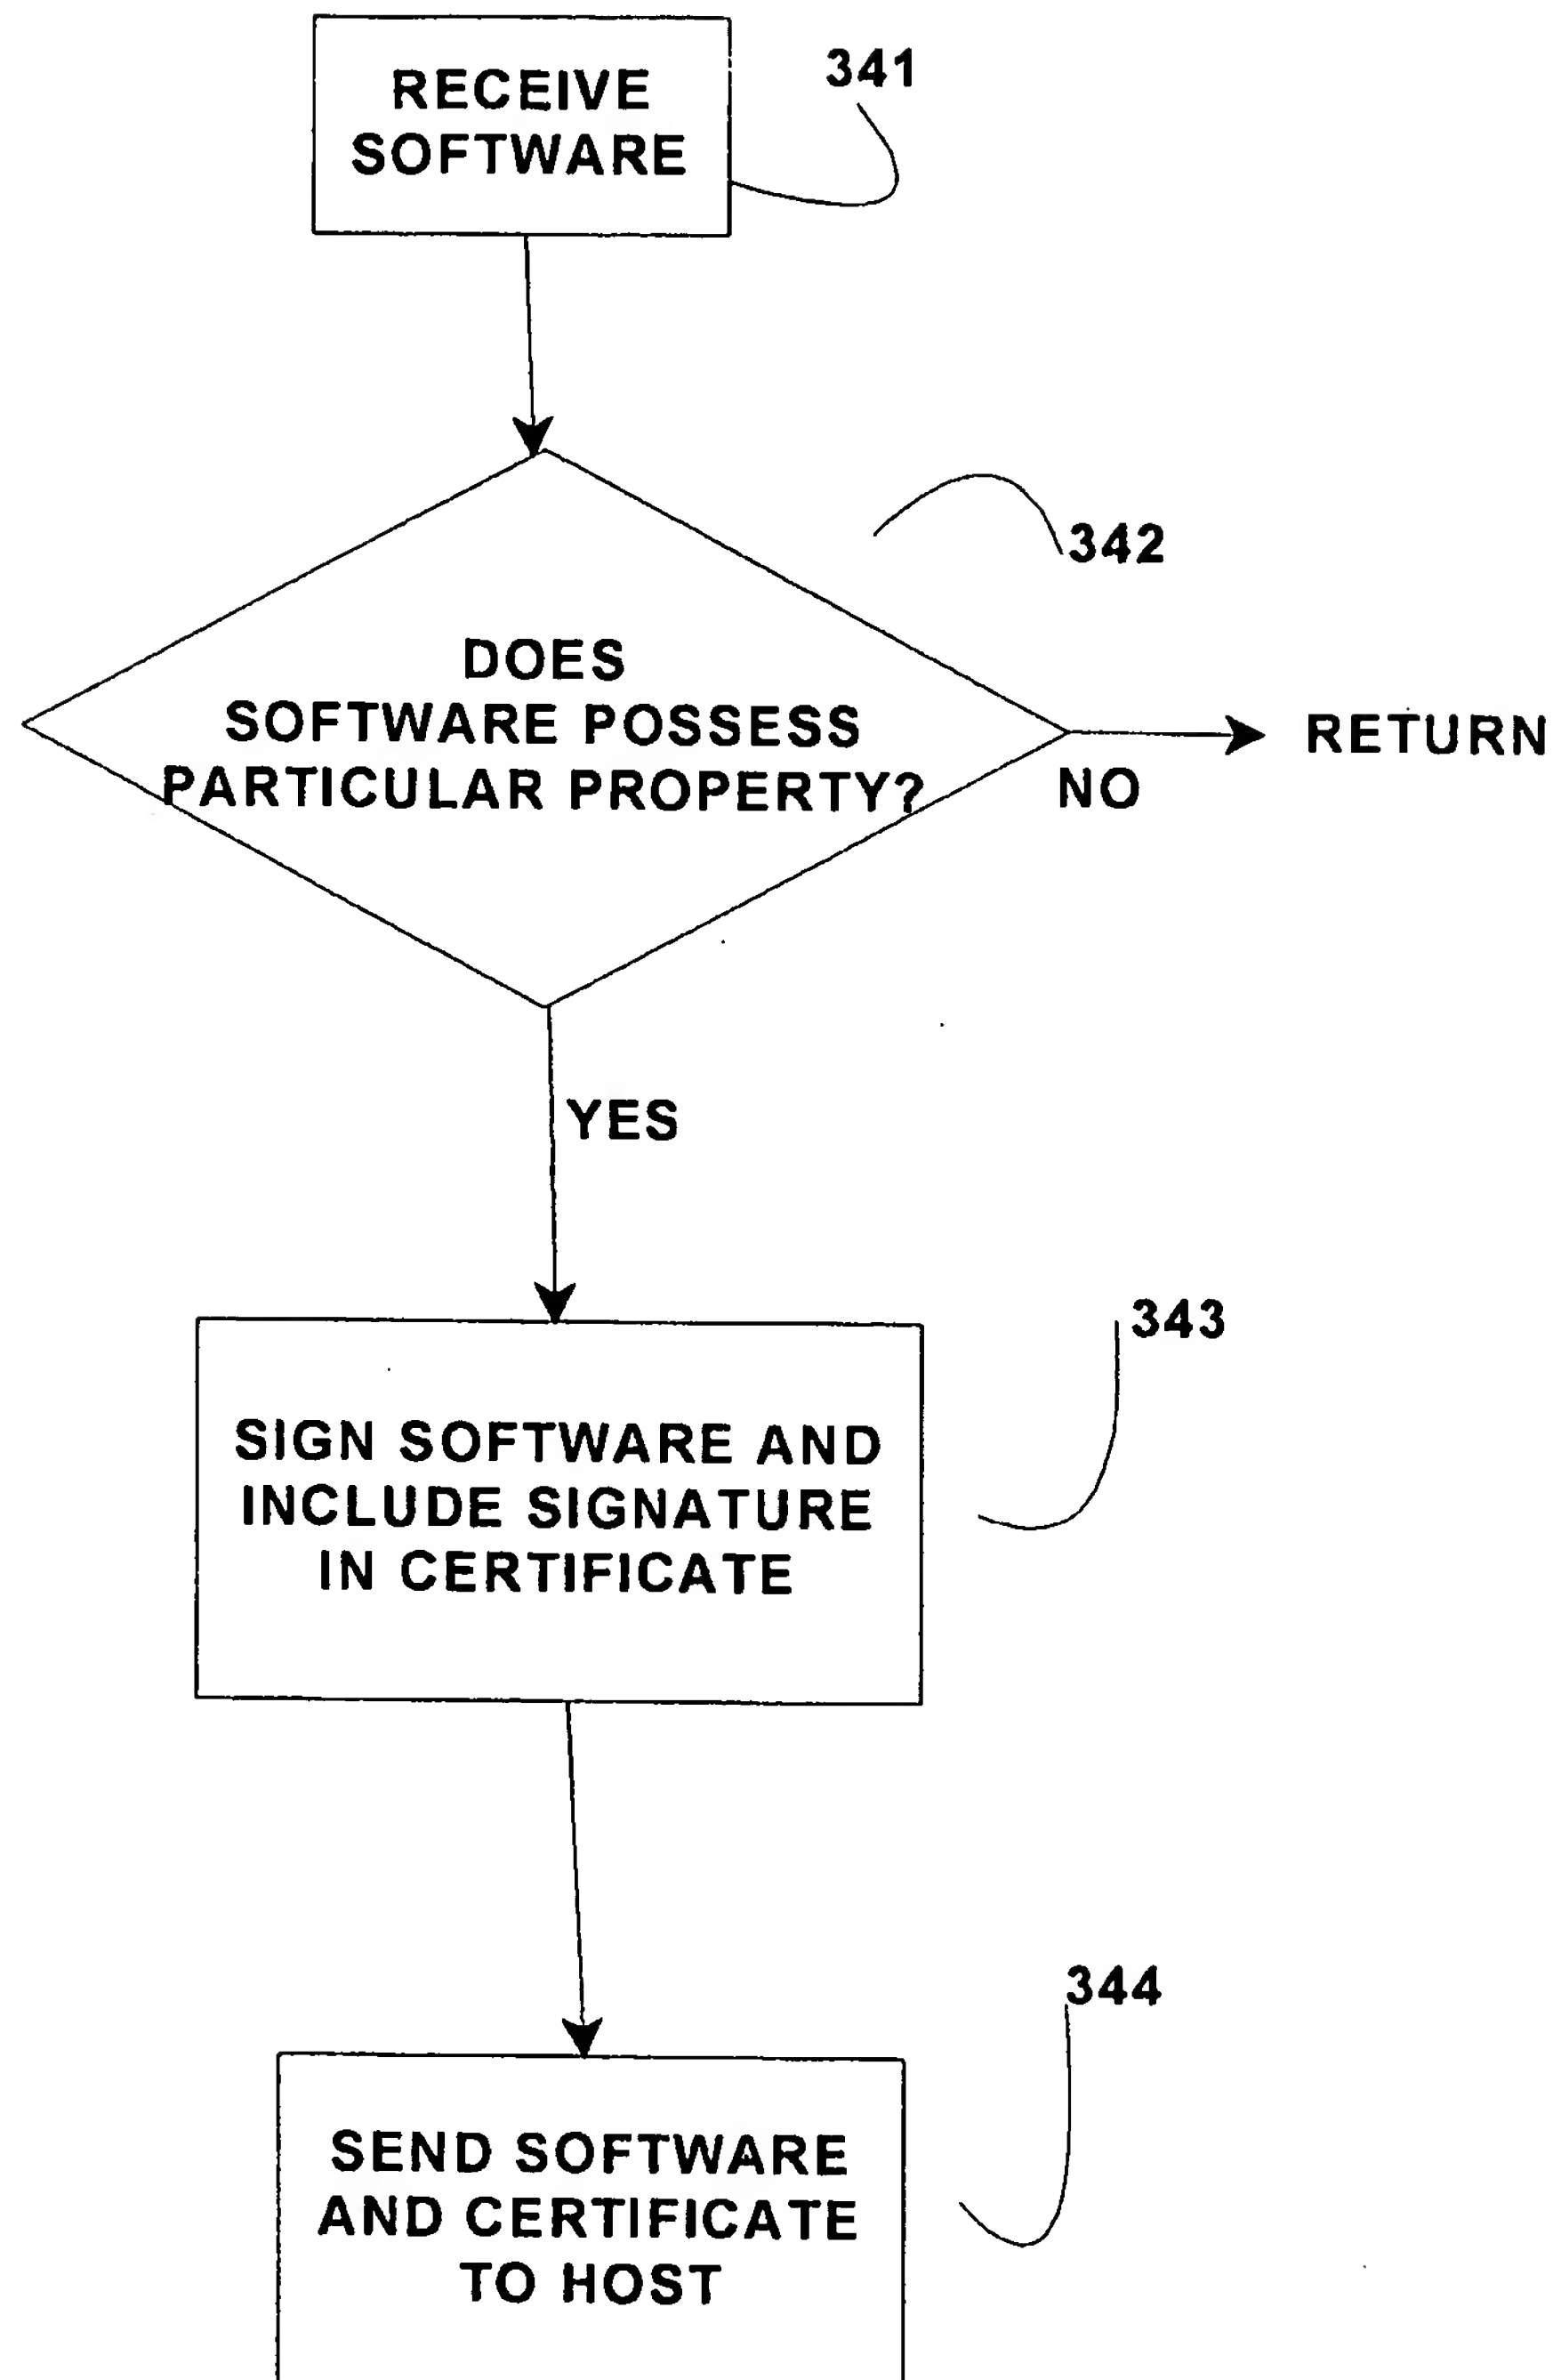 RECEIVE
SOFTWARE
341
342
DOES
SOFTWARE POSSESS
PARTICULAR PROPERTY?
RETURN
NO
YES
343
SIGN SOFTWARE AND
INCLUDE SIGNATURE
IN CERTIFICATE
344
SEND SOFTWARE
AND CERTIFICATE
TO HOST